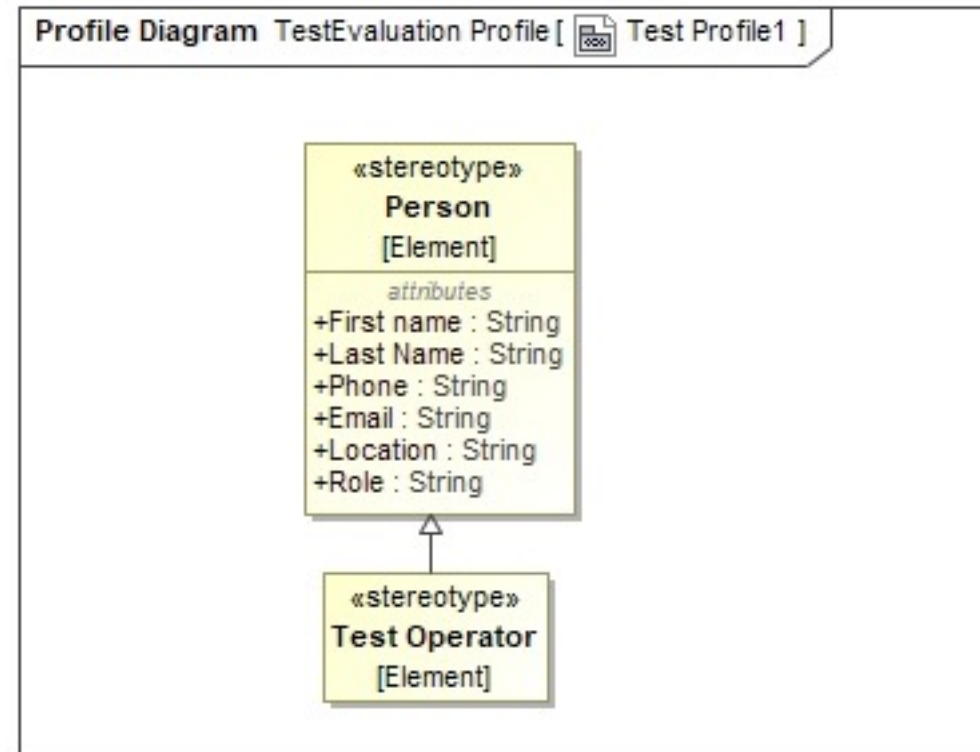 Profile Diagram TestEvaluation Profile [ Test Profile1 ]
«stereotype»
Person
[Element]
attributes
+First name : String
+Last Name : String
+Phone : String
+Email : String
+Location : String
+Role : String
«stereotype»
Test Operator
[Element]